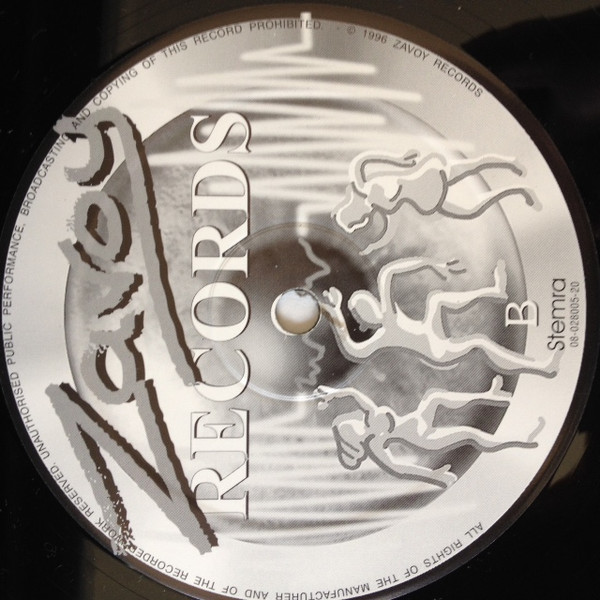 Zavoy
RECORDS
B
Stemra
08-028005-20
ALL RIGHTS OF THE MANUFACTURER AND OF THE RECORDED WORK RESERVED. UNAUTHORISED PUBLIC PERFORMANCE, BROADCASTING AND COPYING OF THIS RECORD PROHIBITED. - © 1996 ZAVOY RECORDS